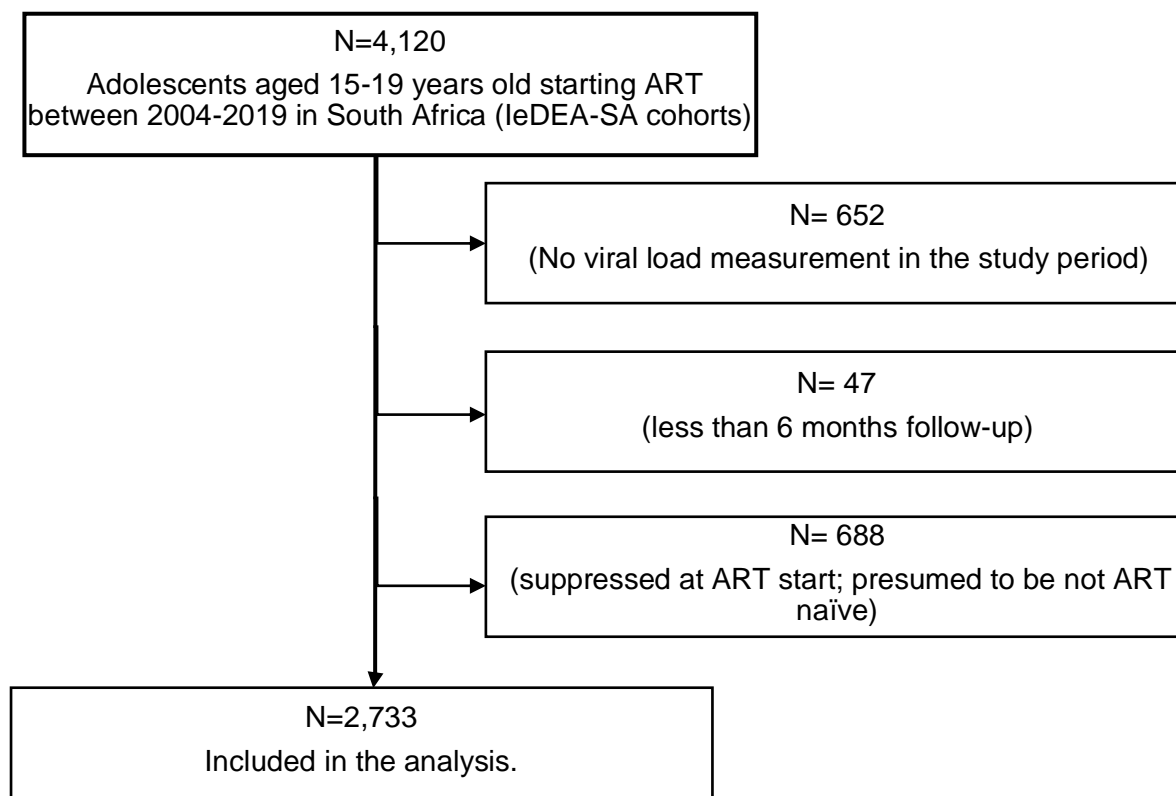 N=4,120
Adolescents aged 15-19 years old starting ART
between 2004-2019 in South Africa (IeDEA-SA cohorts)
N= 652
(No viral load measurement in the study period)
N= 47
(less than 6 months follow-up)
N= 688
(suppressed at ART start; presumed to be not ART
naïve)
N=2,733
Included in the analysis.